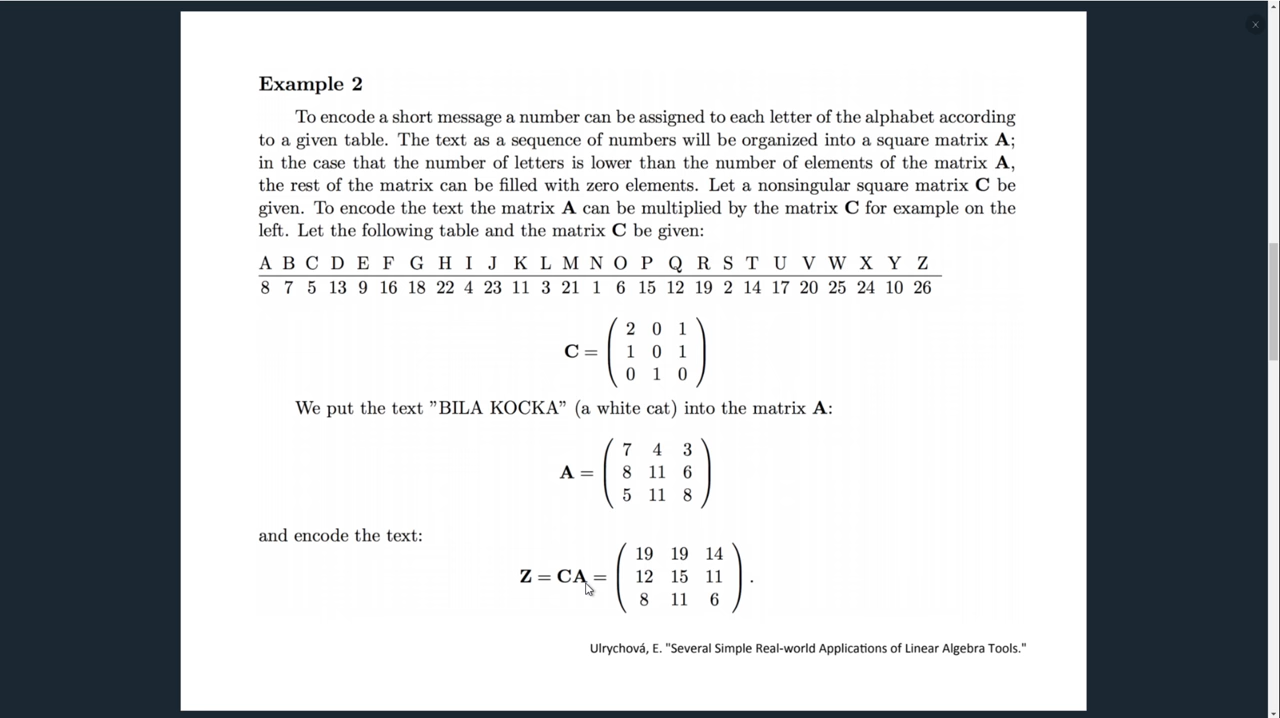 Example 2
To encode a short message a number can be assigned to each letter of the alphabet according
to a given table. The text as a sequence of numbers will be organized into a square matrix A;
in the case that the number of letters is lower than the number of elements of the matrix A,
the rest of the matrix can be filled with zero elements. Let a nonsingular square matrix C be
given. To encode the text the matrix A can be multiplied by the matrix C for example on the
left. Let the following table and the matrix C be given:
A B C D E F G H I J K L M N O P Q R S T U V W X Y Z
8 7 5 13 9 16 18 22 4 23 11 3 21 1 6 15 12 19 2 14 17 20 25 24 10 26
2 0 1
C = ( 1 0 1 )
0 1 0
We put the text "BILA KOCKA" (a white cat) into the matrix A:
7 4 3
A = ( 8 11 6 )
5 11 8
and encode the text:
19 19 14
Z = CA = ( 12 15 11 ) .
8 11 6
Ulrychová, E. "Several Simple Real-world Applications of Linear Algebra Tools."